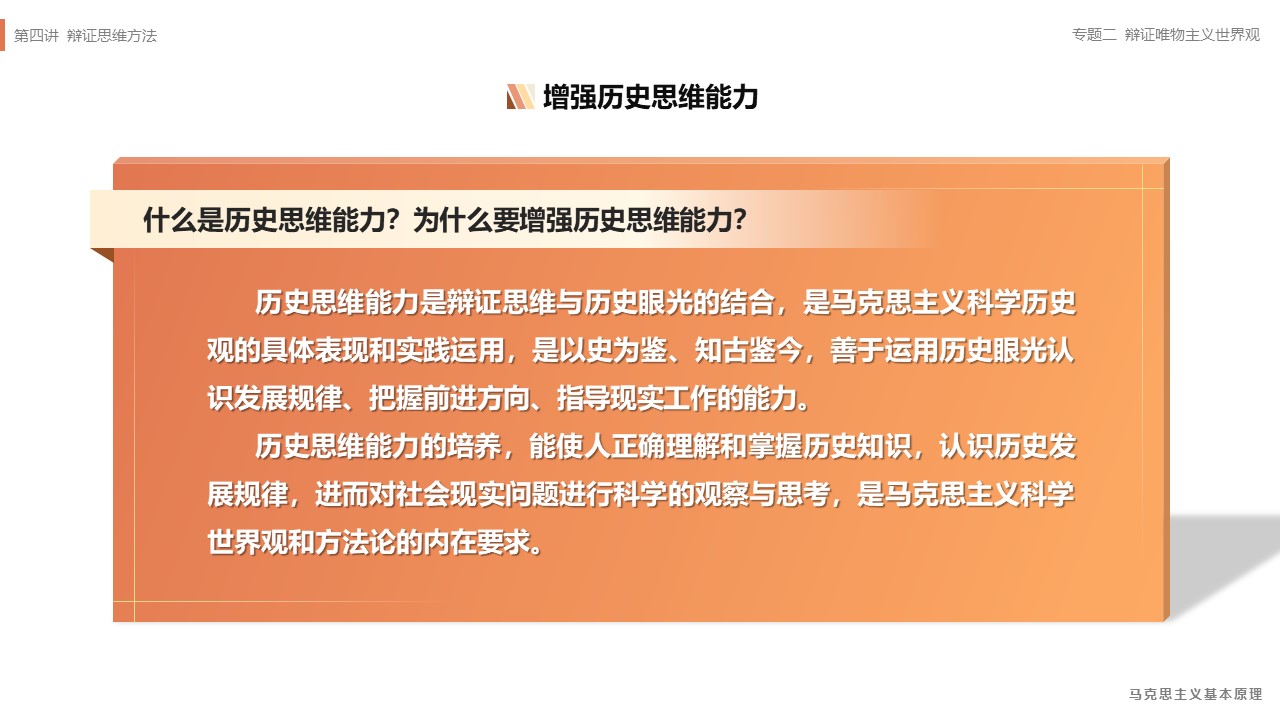 第四讲 辩证思维方法
专题二 辩证唯物主义世界观
增强历史思维能力
什么是历史思维能力？为什么要增强历史思维能力？
历史思维能力是辩证思维与历史眼光的结合，是马克思主义科学历史
观的具体表现和实践运用，是以史为鉴、知古鉴今，善于运用历史眼光认
识发展规律、把握前进方向、指导现实工作的能力。
历史思维能力的培养，能使人正确理解和掌握历史知识，认识历史发
展规律，进而对社会现实问题进行科学的观察与思考，是马克思主义科学
世界观和方法论的内在要求。
马克思主义基本原理